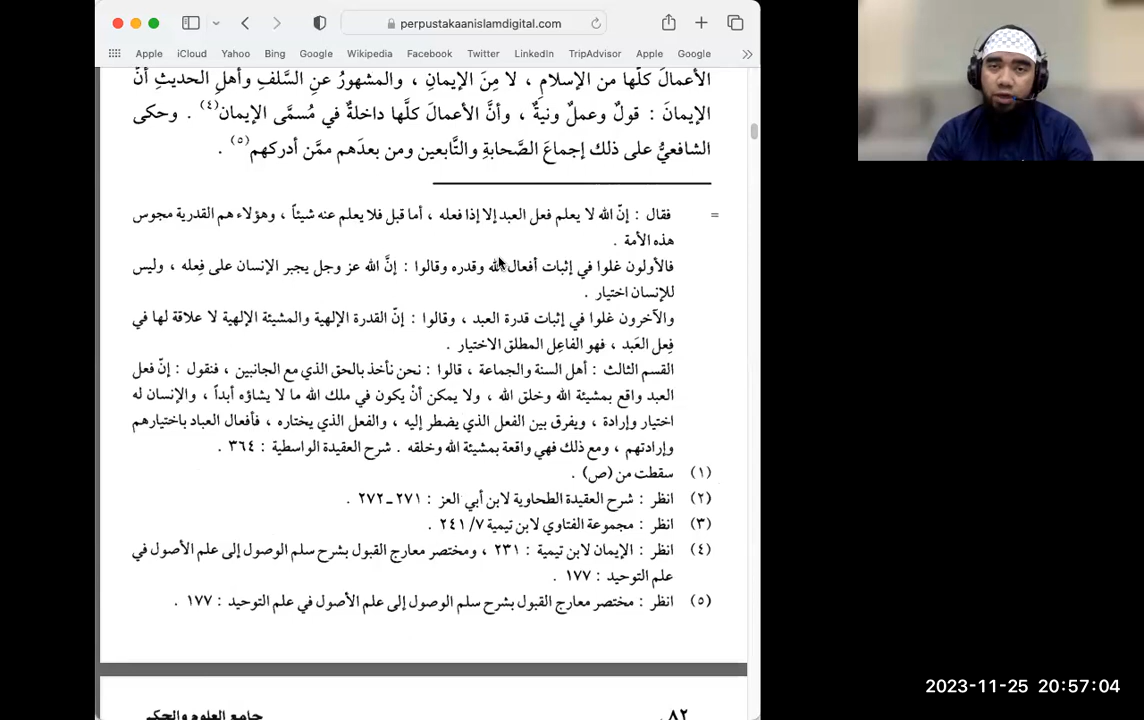 perpustakaanislamdigital.com
Apple iCloud Yahoo Bing Google Wikipedia Facebook Twitter LinkedIn TripAdvisor Apple Google
الأعمالَ كلَّها من الإسلامِ ، لا مِنَ الإيمانِ ، والمشهورُ عنِ السَّلفِ وأهلِ الحديثِ أنَّ
الإيمانَ : قولٌ وعملٌ ونيةٌ ، وأنَّ الأعمالَ كلَّها داخلةٌ في مُسمَّى الإيمانِ(٤) . وحكى
الشافعيُّ على ذلك إجماعَ الصَّحابةِ والتَّابعين ومن بعدَهم ممَّن أدركهم(٥) .
= فقال : إنّ الله لا يعلم فعل العبد إلا إذا فعله ، أما قبل فلا يعلم عنه شيئاً ، وهؤلاء هم القدرية مجوس
هذه الأمة .
فالأولون غلوا في إثبات أفعال الله وقدره وقالوا : إنَّ الله عز وجل يجبر الإنسان على فِعله ، وليس
للإنسان اختيار .
والآخرون غلوا في إثبات قدرة العبد ، وقالوا : إنّ القدرة الإلهية والمشيئة الإلهية لا علاقة لها في
فِعل العَبد ، فهو الفاعِل المطلق الاختيار .
القسم الثالث : أهل السنة والجماعة ، قالوا : نحن نأخذ بالحق الذي مع الجانبين ، فنقول : إنّ فعل
العبد واقع بمشيئة الله وخلق الله ، ولا يمكن أنْ يكون في ملك الله ما لا يشاؤه أبداً ، والإنسان له
اختيار وإرادة ، ويفرق بين الفعل الذي يضطر إليه ، والفعل الذي يختاره ، فأفعال العباد باختيارهم
وإرادتهم ، ومع ذلك فهي واقعة بمشيئة الله وخلقه . شرح العقيدة الواسطية : ٣٦٤ .
(١) سقطت من (ص) .
(٢) انظر : شرح العقيدة الطحاوية لابن أبي العز : ٢٧١ ـ ٢٧٢ .
(٣) انظر : مجموعة الفتاوي لابن تيمية ٧/ ٢٤١ .
(٤) انظر : الإيمان لابن تيمية : ٢٣١ ، ومختصر معارج القبول بشرح سلم الوصول إلى علم الأصول في
علم التوحيد : ١٧٧ .
(٥) انظر : مختصر معارج القبول بشرح سلم الوصول إلى علم الأصول في علم التوحيد : ١٧٧ .
٨٢ جامع العلوم والحكم
2023-11-25 20:57:04